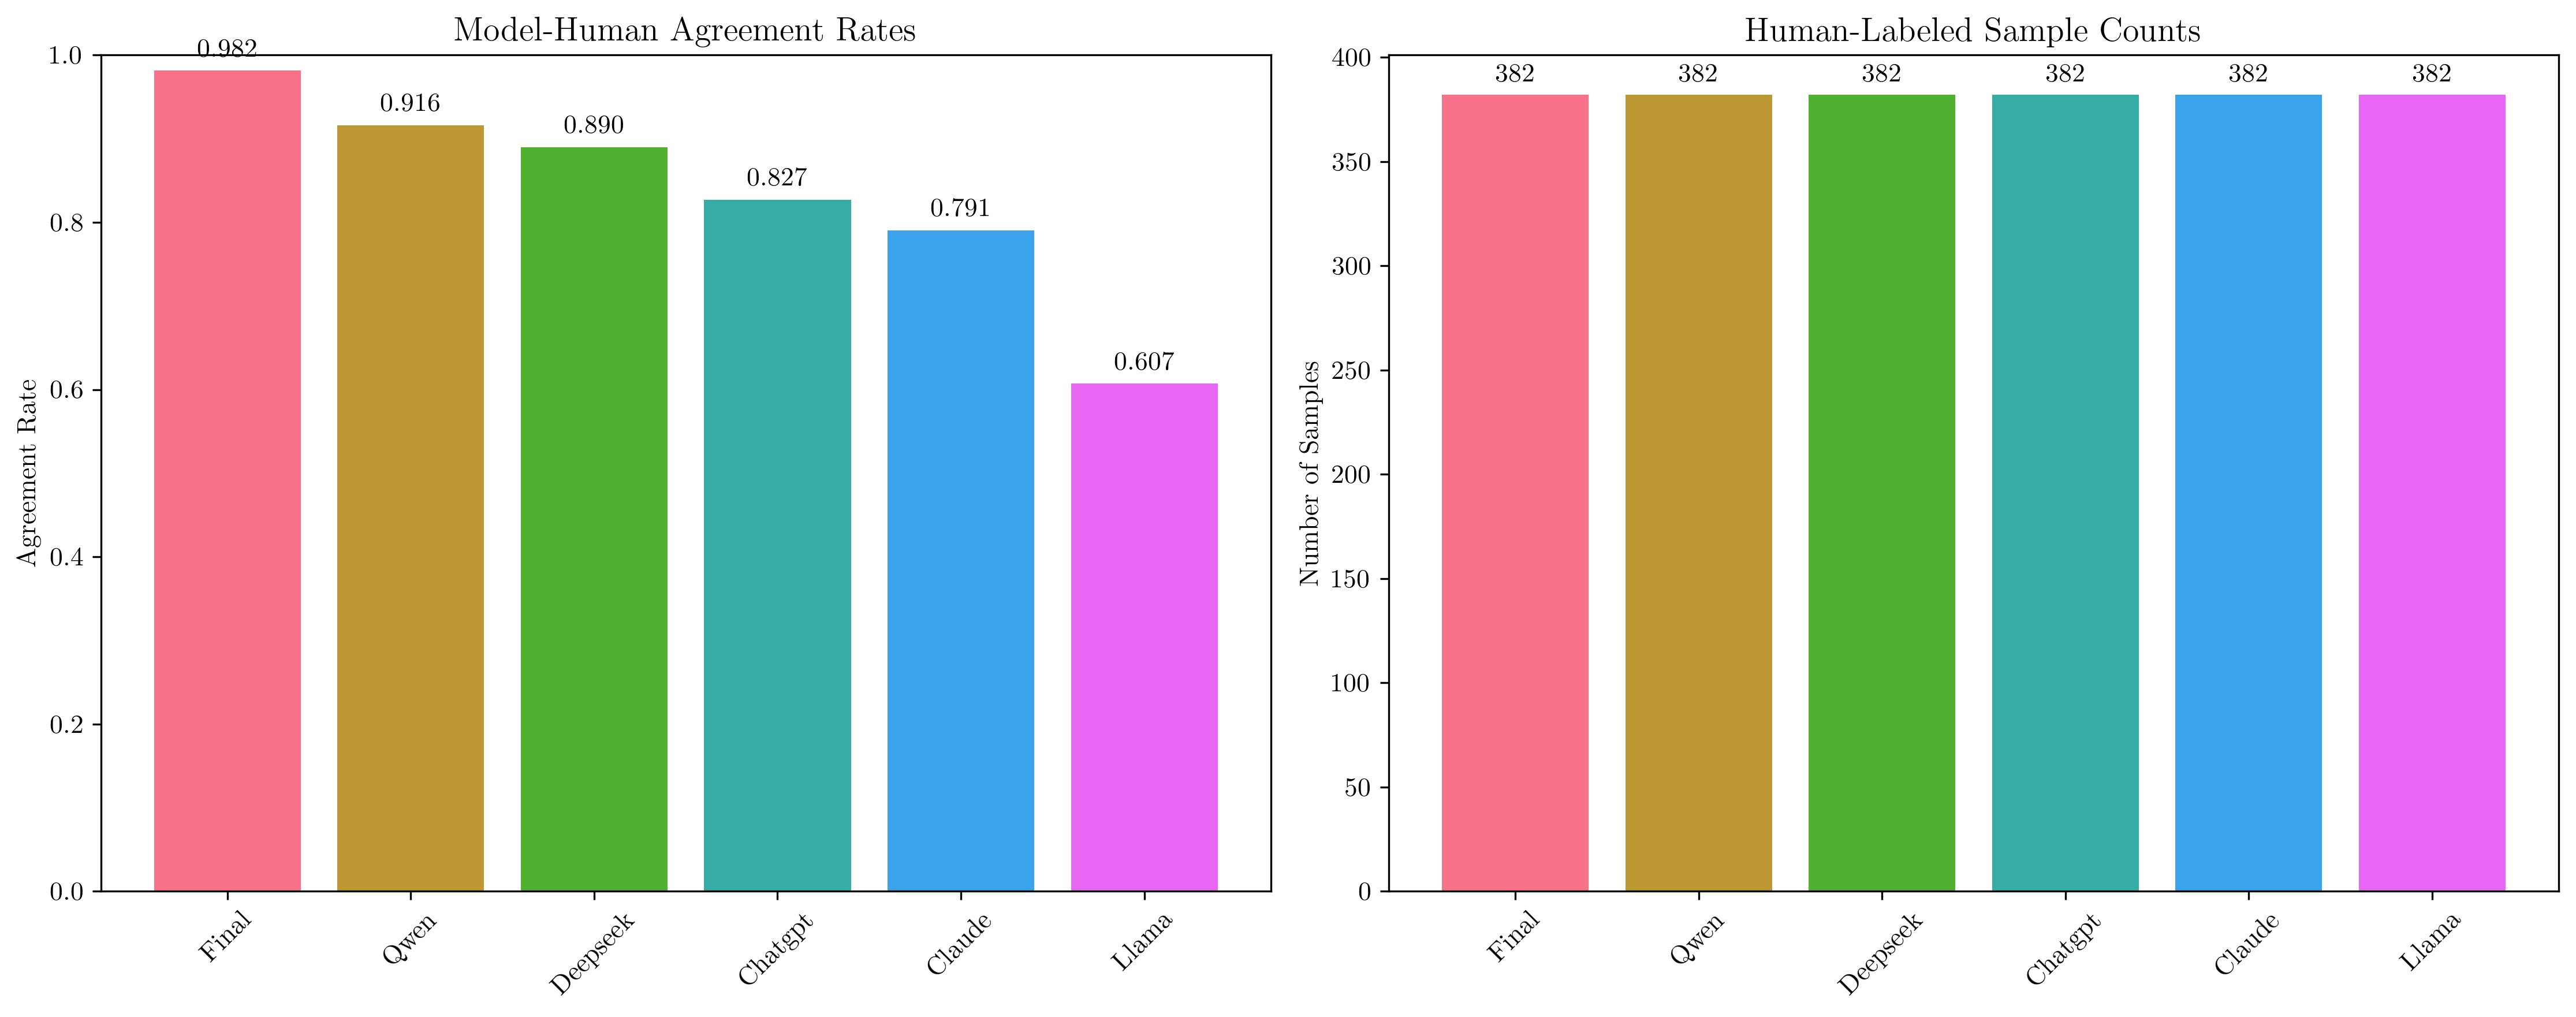 Model-Human Agreement Rates
1.0
0.8
0.6
0.4
0.2
0.0
Agreement Rate
0.982
0.916
0.890
0.827
0.791
0.607
Final
Qwen
Deepseek
Chatgpt
Claude
Llama
Human-Labeled Sample Counts
400
350
300
250
200
150
100
50
0
Number of Samples
382
382
382
382
382
382
Final
Qwen
Deepseek
Chatgpt
Claude
Llama